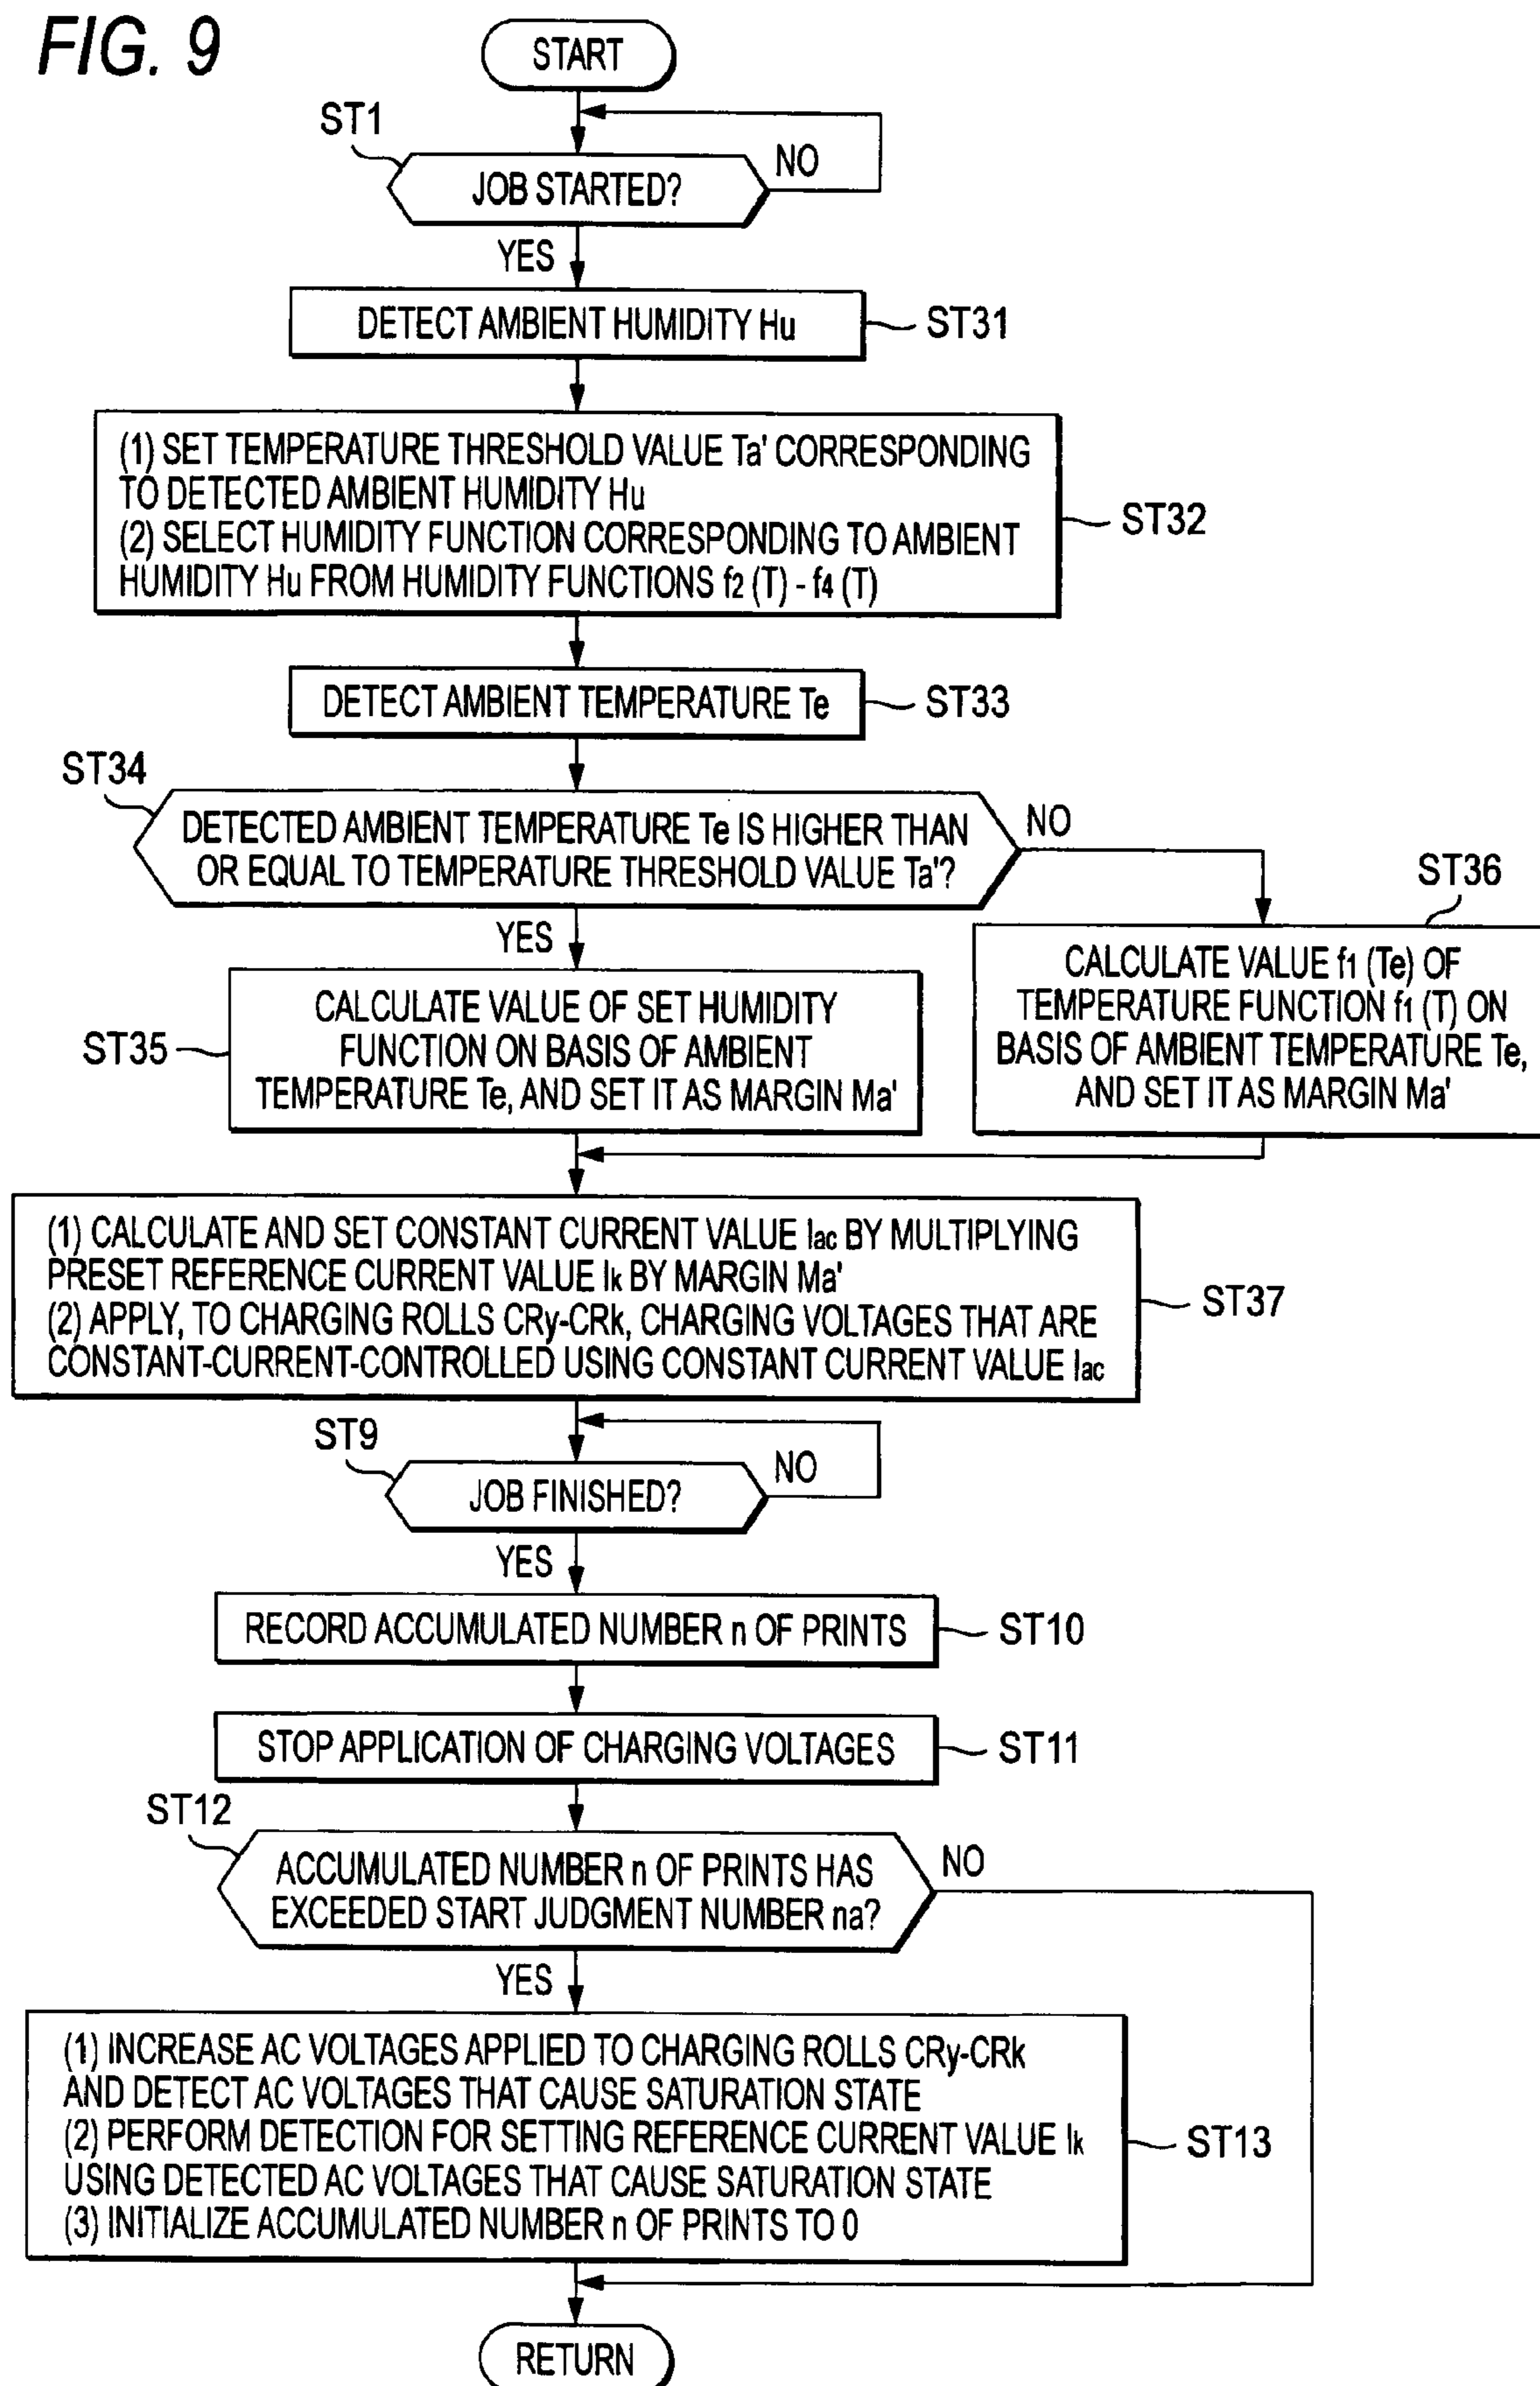 FIG. 9
START
ST1
NO
JOB STARTED?
YES
DETECT AMBIENT HUMIDITY Hu
ST31
(1) SET TEMPERATURE THRESHOLD VALUE Ta' CORRESPONDING
TO DETECTED AMBIENT HUMIDITY Hu
(2) SELECT HUMIDITY FUNCTION CORRESPONDING TO AMBIENT
HUMIDITY Hu FROM HUMIDITY FUNCTIONS f2 (T) - f4 (T)
ST32
DETECT AMBIENT TEMPERATURE Te
ST33
ST34
DETECTED AMBIENT TEMPERATURE Te IS HIGHER THAN
OR EQUAL TO TEMPERATURE THRESHOLD VALUE Ta'?
NO
YES
ST36
CALCULATE VALUE f1 (Te) OF
TEMPERATURE FUNCTION f1 (T) ON
BASIS OF AMBIENT TEMPERATURE Te,
AND SET IT AS MARGIN Ma'
ST35
CALCULATE VALUE OF SET HUMIDITY
FUNCTION ON BASIS OF AMBIENT
TEMPERATURE Te, AND SET IT AS MARGIN Ma'
(1) CALCULATE AND SET CONSTANT CURRENT VALUE Iac BY MULTIPLYING
PRESET REFERENCE CURRENT VALUE Ik BY MARGIN Ma'
(2) APPLY, TO CHARGING ROLLS CRy-CRk, CHARGING VOLTAGES THAT ARE
CONSTANT-CURRENT-CONTROLLED USING CONSTANT CURRENT VALUE Iac
ST37
ST9
NO
JOB FINISHED?
YES
RECORD ACCUMULATED NUMBER n OF PRINTS
ST10
STOP APPLICATION OF CHARGING VOLTAGES
ST11
ST12
ACCUMULATED NUMBER n OF PRINTS HAS
EXCEEDED START JUDGMENT NUMBER na?
NO
YES
(1) INCREASE AC VOLTAGES APPLIED TO CHARGING ROLLS CRy-CRk
AND DETECT AC VOLTAGES THAT CAUSE SATURATION STATE
(2) PERFORM DETECTION FOR SETTING REFERENCE CURRENT VALUE Ik
USING DETECTED AC VOLTAGES THAT CAUSE SATURATION STATE
(3) INITIALIZE ACCUMULATED NUMBER n OF PRINTS TO 0
ST13
RETURN